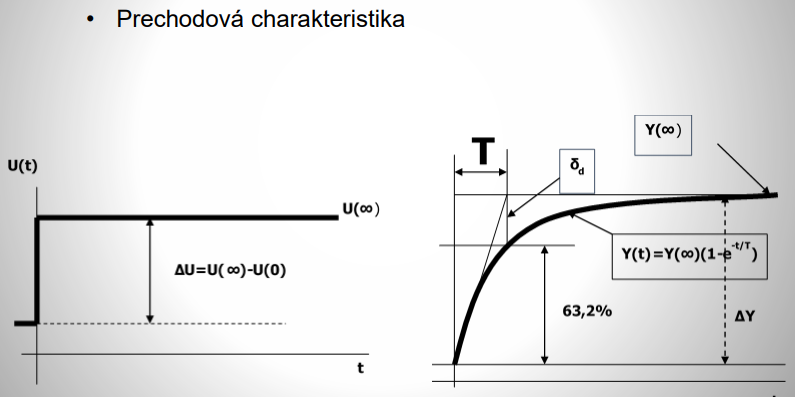 • Prechodová charakteristika
U(t)
U(∞)
ΔU=U(∞)-U(0)
t
T
δd
Y(∞)
Y(t)=Y(∞)(1-e-t/T)
63,2%
ΔY